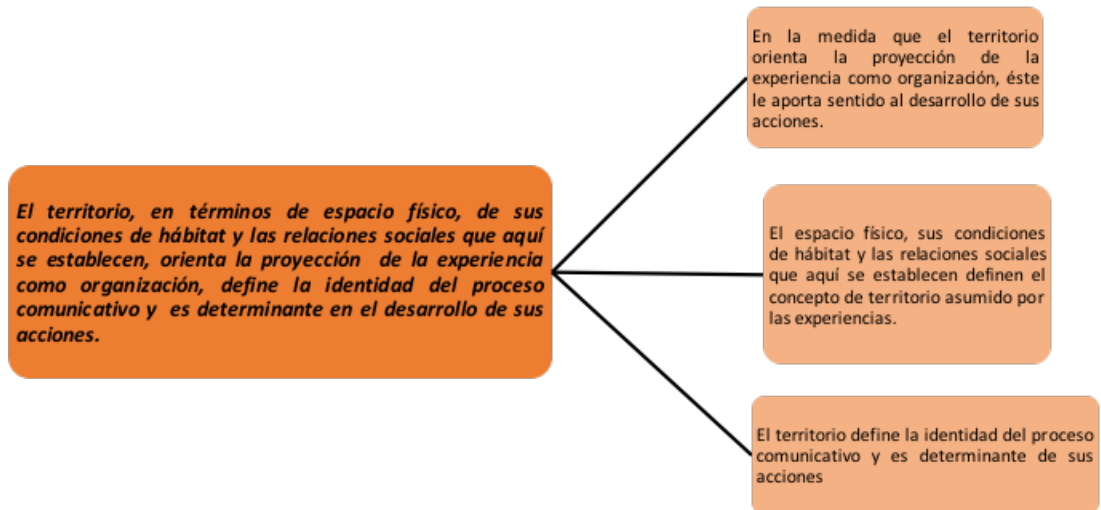 El territorio, en términos de espacio físico, de sus
condiciones de hábitat y las relaciones sociales que aquí
se establecen, orienta la proyección de la experiencia
como organización, define la identidad del proceso
comunicativo y es determinante en el desarrollo de sus
acciones.
En la medida que el territorio
orienta la proyección de la
experiencia como organización, éste
le aporta sentido al desarrollo de sus
acciones.
El espacio físico, sus condiciones
de hábitat y las relaciones sociales
que aquí se establecen definen el
concepto de territorio asumido por
las experiencias.
El territorio define la identidad del proceso
comunicativo y es determinante de sus
acciones